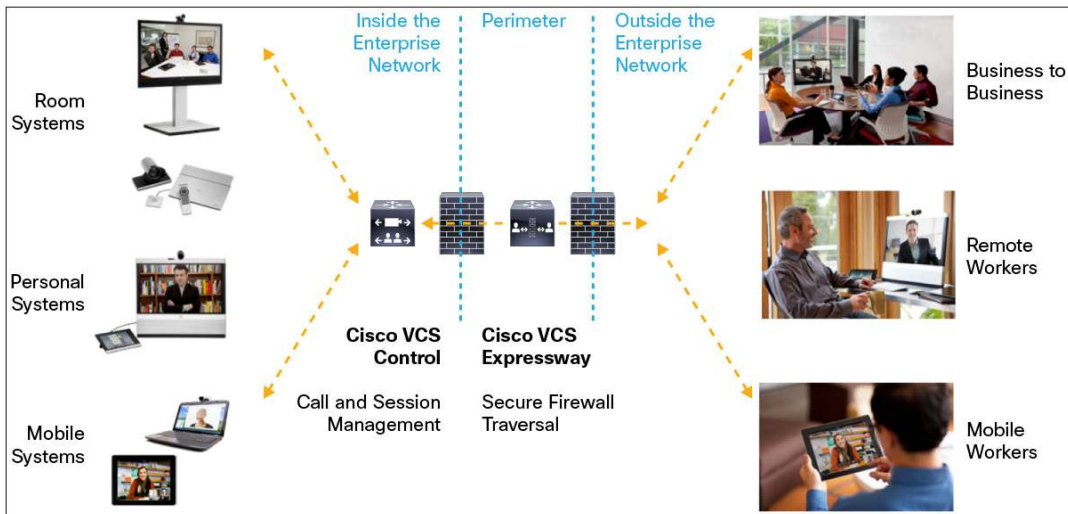 Inside the
Enterprise
Network
Perimeter
Outside the
Enterprise
Network
Room
Systems
Personal
Systems
Mobile
Systems
Business to
Business
Remote
Workers
Mobile
Workers
Cisco VCS
Control
Call and Session
Management
Cisco VCS
Expressway
Secure Firewall
Traversal